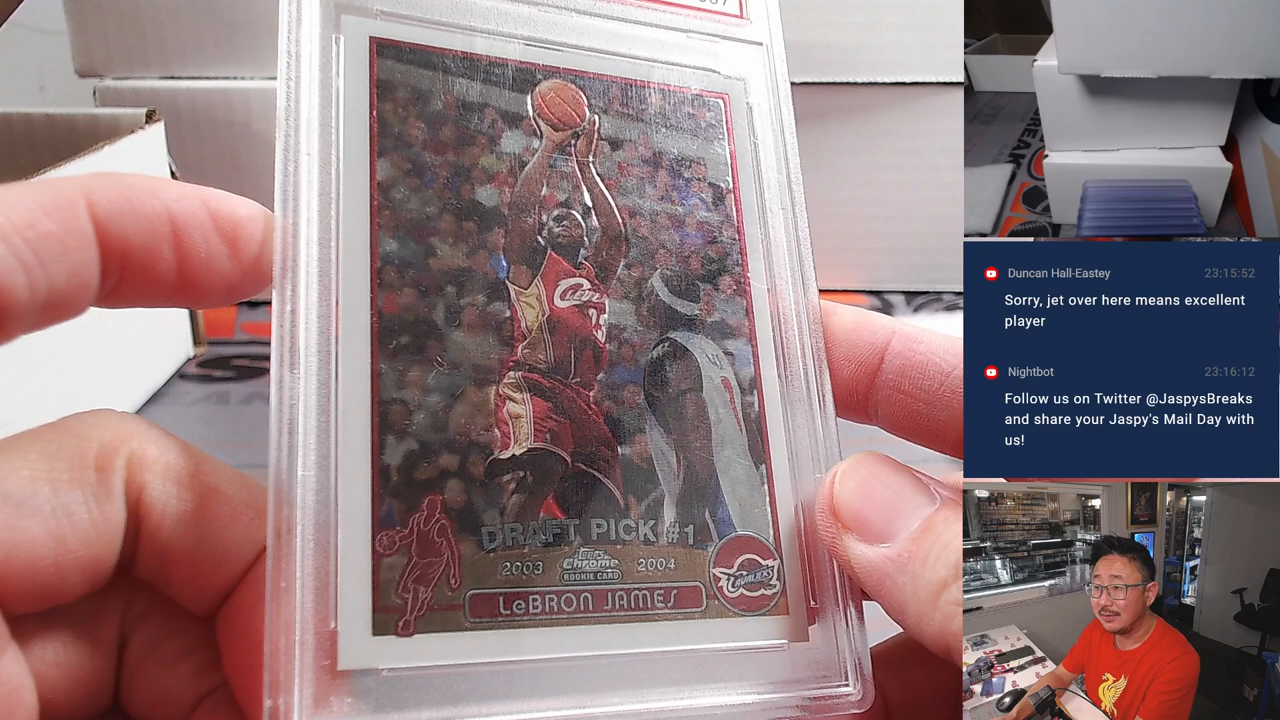 Cavs
23
DRAFT PICK #1
2003 Topps Chrome 2004
ROOKIE CARD
LeBRON JAMES
CAVALIERS
BREAK
Duncan Hall-Eastey 23:15:52
Sorry, jet over here means excellent
player
Nightbot 23:16:12
Follow us on Twitter @JaspysBreaks
and share your Jaspy's Mail Day with
us!